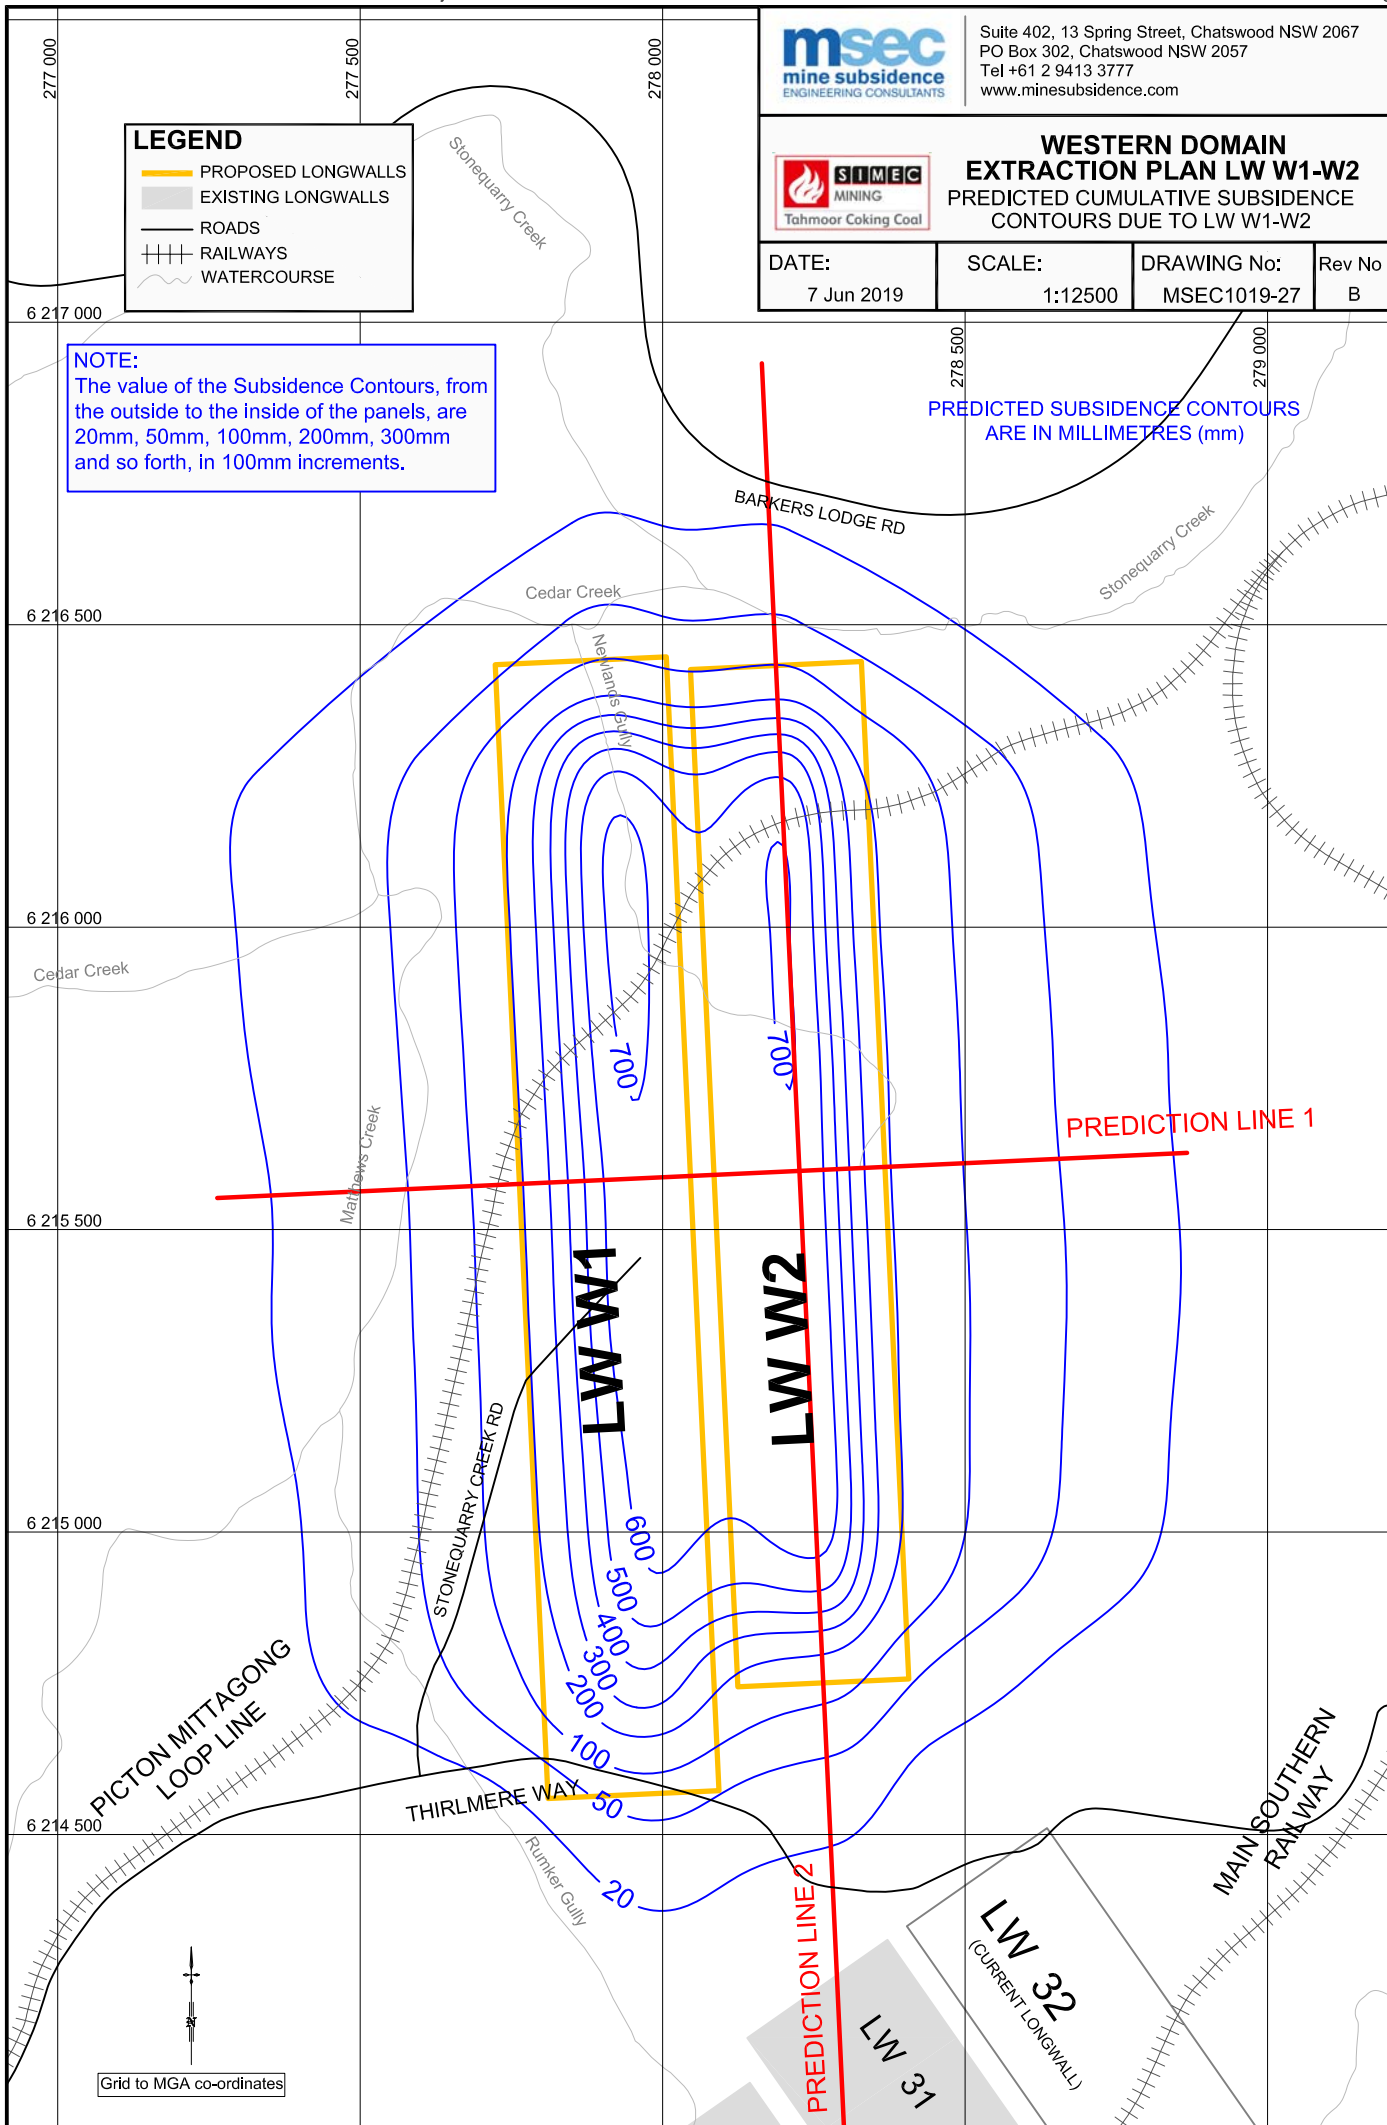 277 000
277 500
278 000
msec
mine subsidence
ENGINEERING CONSULTANTS
Suite 402, 13 Spring Street, Chatswood NSW 2067
PO Box 302, Chatswood NSW 2057
Tel +61 2 9413 3777
www.minesubsidence.com
SIMEC
MINING
Tahmoor Coking Coal
WESTERN DOMAIN
EXTRACTION PLAN LW W1-W2
PREDICTED CUMULATIVE SUBSIDENCE
CONTOURS DUE TO LW W1-W2
DATE:
7 Jun 2019
SCALE:
1:12500
DRAWING No:
MSEC1019-27
Rev No
B
LEGEND
PROPOSED LONGWALLS
EXISTING LONGWALLS
ROADS
RAILWAYS
WATERCOURSE
Stonequarry Creek
6 217 000
278 500
279 000
NOTE:
The value of the Subsidence Contours, from
the outside to the inside of the panels, are
20mm, 50mm, 100mm, 200mm, 300mm
and so forth, in 100mm increments.
PREDICTED SUBSIDENCE CONTOURS
ARE IN MILLIMETRES (mm)
BARKERS LODGE RD
Stonequarry Creek
Cedar Creek
6 216 500
Newlands Gully
6 216 000
Cedar Creek
700
700
PREDICTION LINE 1
Matthews Creek
6 215 500
LW W1
LW W2
STONEQUARRY CREEK RD
6 215 000
600
500
400
300
200
100
50
20
PICTON MITTAGONG
LOOP LINE
THIRLMERE WAY
6 214 500
Rumker Gully
MAIN SOUTHERN
RAILWAY
PREDICTION LINE 2
LW 32
(CURRENT LONGWALL)
LW 31
N
Grid to MGA co-ordinates